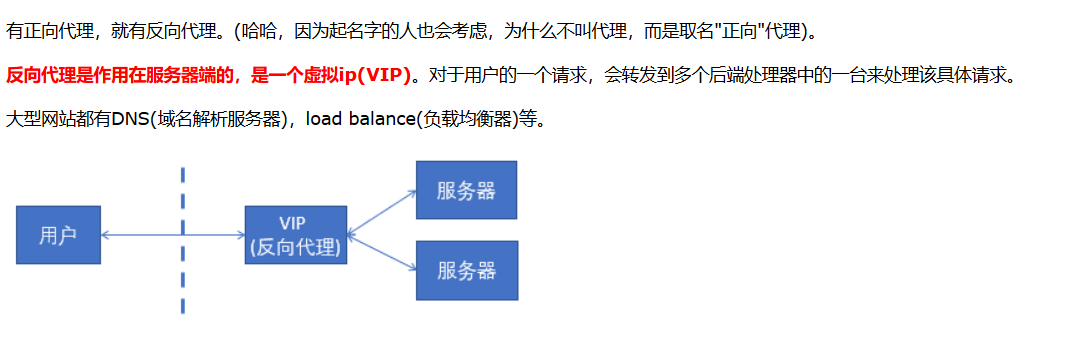 有正向代理，就有反向代理。(哈哈，因为起名字的人也会考虑，为什么不叫代理，而是取名"正向"代理)。
反向代理是作用在服务器端的，是一个虚拟ip(VIP)。对于用户的一个请求，会转发到多个后端处理器中的一台来处理该具体请求。
大型网站都有DNS(域名解析服务器)，load balance(负载均衡器)等。
用户
VIP
(反向代理)
服务器
服务器